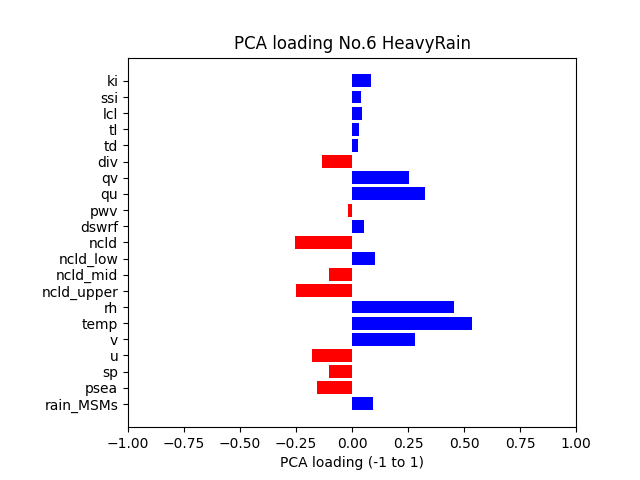 PCA loading No.6 HeavyRain
ki
ssi
lcl
tl
td
div
qv
qu
pwv
dswrf
ncld
ncld_low
ncld_mid
ncld_upper
rh
temp
v
u
sp
psea
rain_MSMs
−1.00 −0.75 −0.50 −0.25 0.00 0.25 0.50 0.75 1.00
PCA loading (-1 to 1)